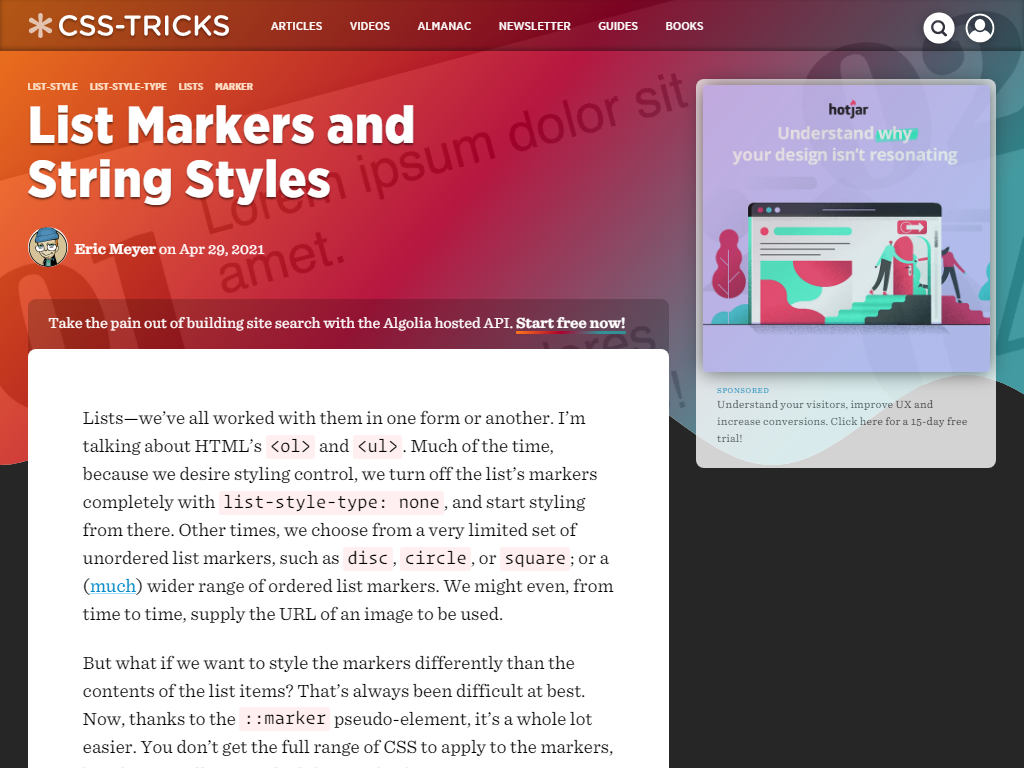 CSS-TRICKS
ARTICLES VIDEOS ALMANAC NEWSLETTER GUIDES BOOKS
LIST-STYLE LIST-STYLE-TYPE LISTS MARKER
List Markers and
String Styles
Eric Meyer on Apr 29, 2021
Lorem ipsum dolor sit
amet.
Take the pain out of building site search with the Algolia hosted API. Start free now!
Lists—we’ve all worked with them in one form or another. I’m
talking about HTML’s <ol> and <ul>. Much of the time,
because we desire styling control, we turn off the list’s markers
completely with list-style-type: none, and start styling
from there. Other times, we choose from a very limited set of
unordered list markers, such as disc, circle, or square; or a
(much) wider range of ordered list markers. We might even, from
time to time, supply the URL of an image to be used.
But what if we want to style the markers differently than the
contents of the list items? That’s always been difficult at best.
Now, thanks to the ::marker pseudo-element, it’s a whole lot
easier. You don’t get the full range of CSS to apply to the markers,
hotjar
Understand why
your design isn’t resonating
SPONSORED
Understand your visitors, improve UX and
increase conversions. Click here for a 15-day free
trial!